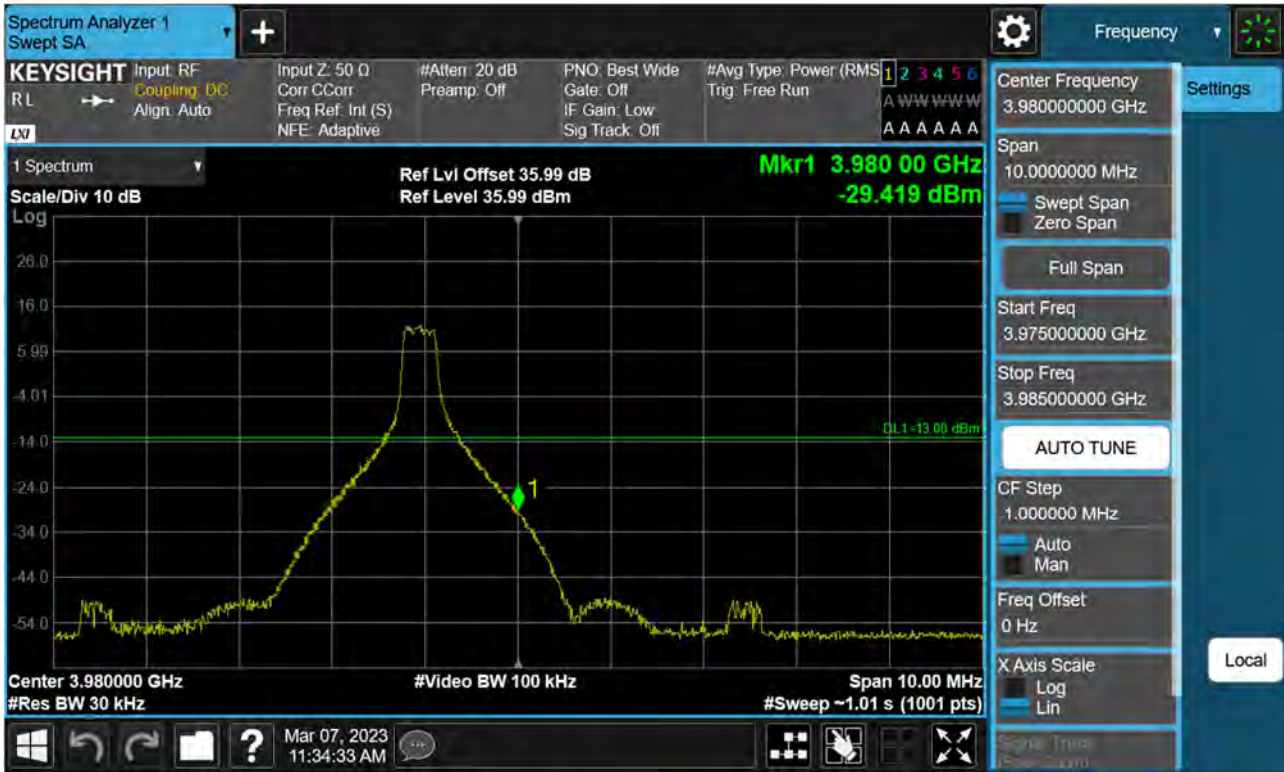 Spectrum Analyzer 1
Swept SA
+
Frequency
KEYSIGHT
RL
LXI
Input: RF
Coupling: DC
Align: Auto
Input Z: 50 Ω
Corr CCorr
Freq Ref: Int (S)
NFE: Adaptive
#Atten: 20 dB
Preamp: Off
PNO: Best Wide
Gate: Off
IF Gain: Low
Sig Track: Off
#Avg Type: Power (RMS
Trig: Free Run
1 2 3 4 5 6
A W W W W W
A A A A A A
1 Spectrum
Scale/Div 10 dB
Ref Lvl Offset 35.99 dB
Ref Level 35.99 dBm
Mkr1 3.980 00 GHz
-29.419 dBm
Log
26.0
16.0
5.99
-4.01
-14.0
-24.0
-34.0
-44.0
-54.0
DL1 -13.00 dBm
1
Center 3.980000 GHz
#Res BW 30 kHz
#Video BW 100 kHz
Span 10.00 MHz
#Sweep ~1.01 s (1001 pts)
Mar 07, 2023
11:34:33 AM
?
Center Frequency
3.980000000 GHz
Span
10.0000000 MHz
Swept Span
Zero Span
Full Span
Start Freq
3.975000000 GHz
Stop Freq
3.985000000 GHz
AUTO TUNE
CF Step
1.000000 MHz
Auto
Man
Freq Offset
0 Hz
X Axis Scale
Log
Lin
Settings
Local